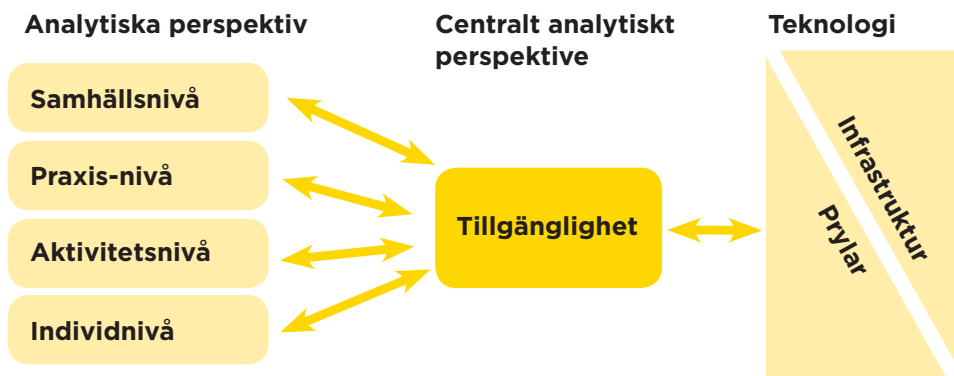 Analytiska perspektiv
Centralt analytiskt
perspektive
Teknologi
Samhällsnivå
Praxis-nivå
Aktivitetsnivå
Individnivå
Tillgänglighet
Infrastruktur
Prylar